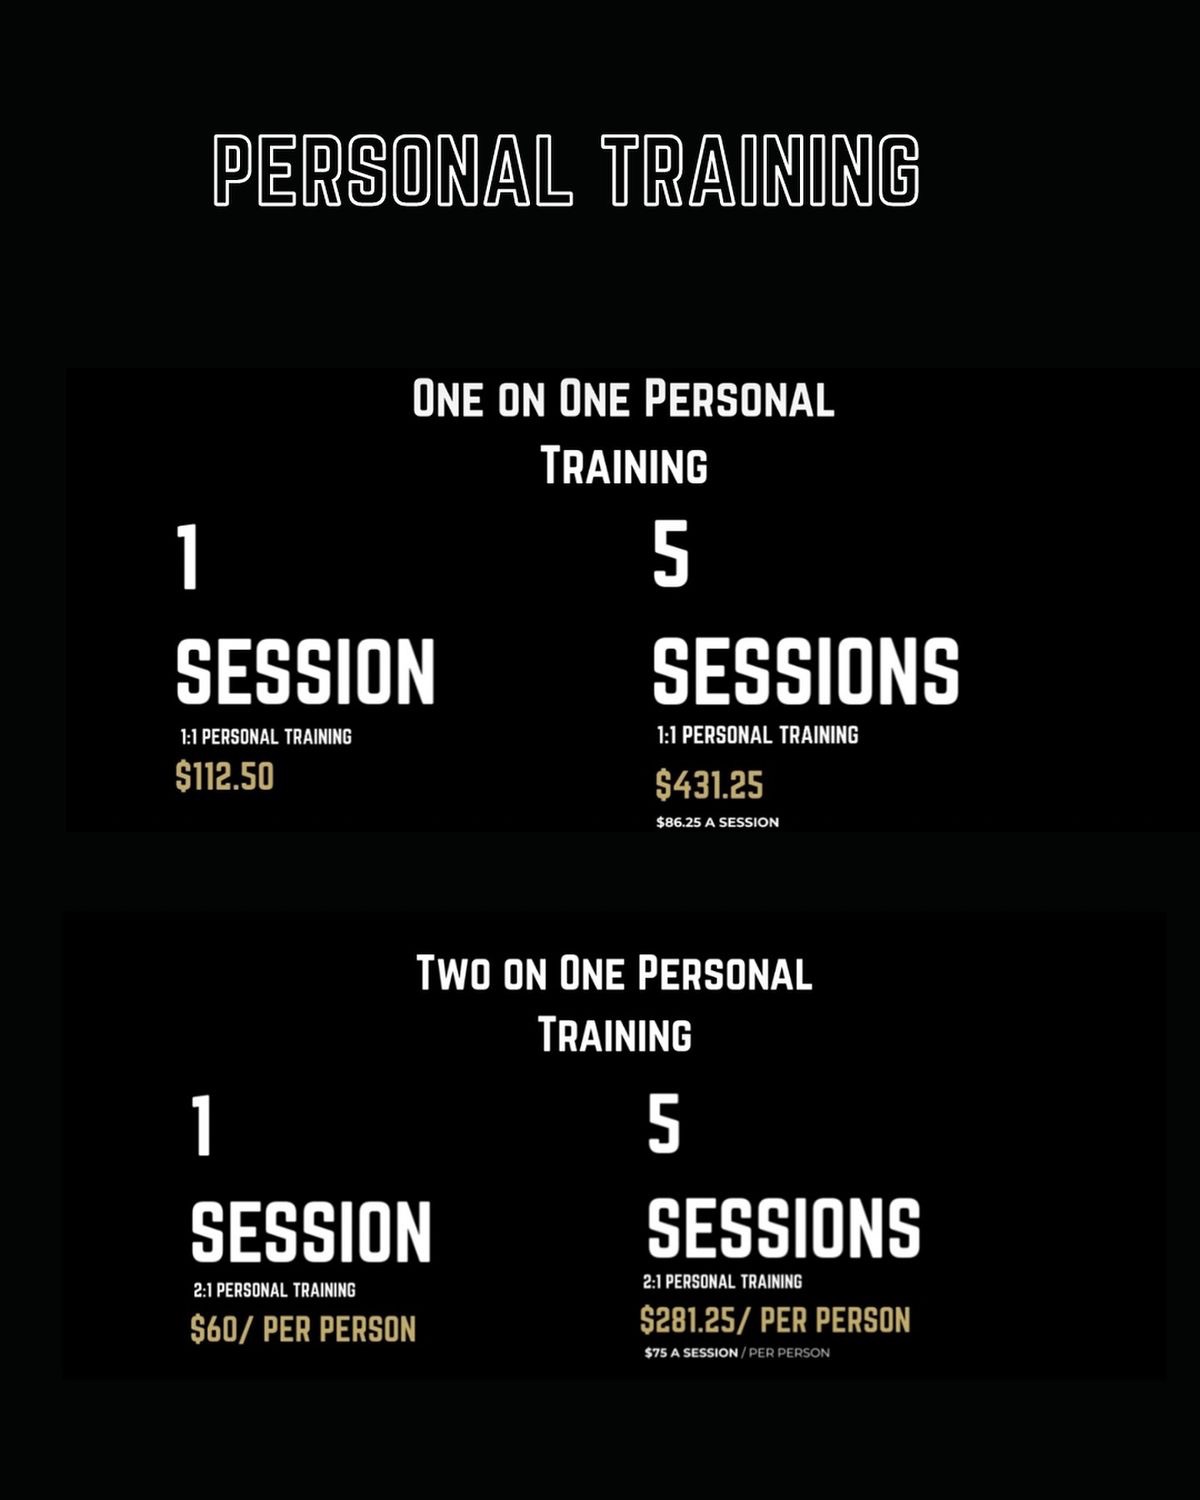 PERSONAL TRAINING
ONE ON ONE PERSONAL
TRAINING
1
SESSION
1:1 PERSONAL TRAINING
$112.50
5
SESSIONS
1:1 PERSONAL TRAINING
$431.25
$86.25 A SESSION
TWO ON ONE PERSONAL
TRAINING
1
SESSION
2:1 PERSONAL TRAINING
$60/ PER PERSON
5
SESSIONS
2:1 PERSONAL TRAINING
$281.25/ PER PERSON
$75 A SESSION / PER PERSON